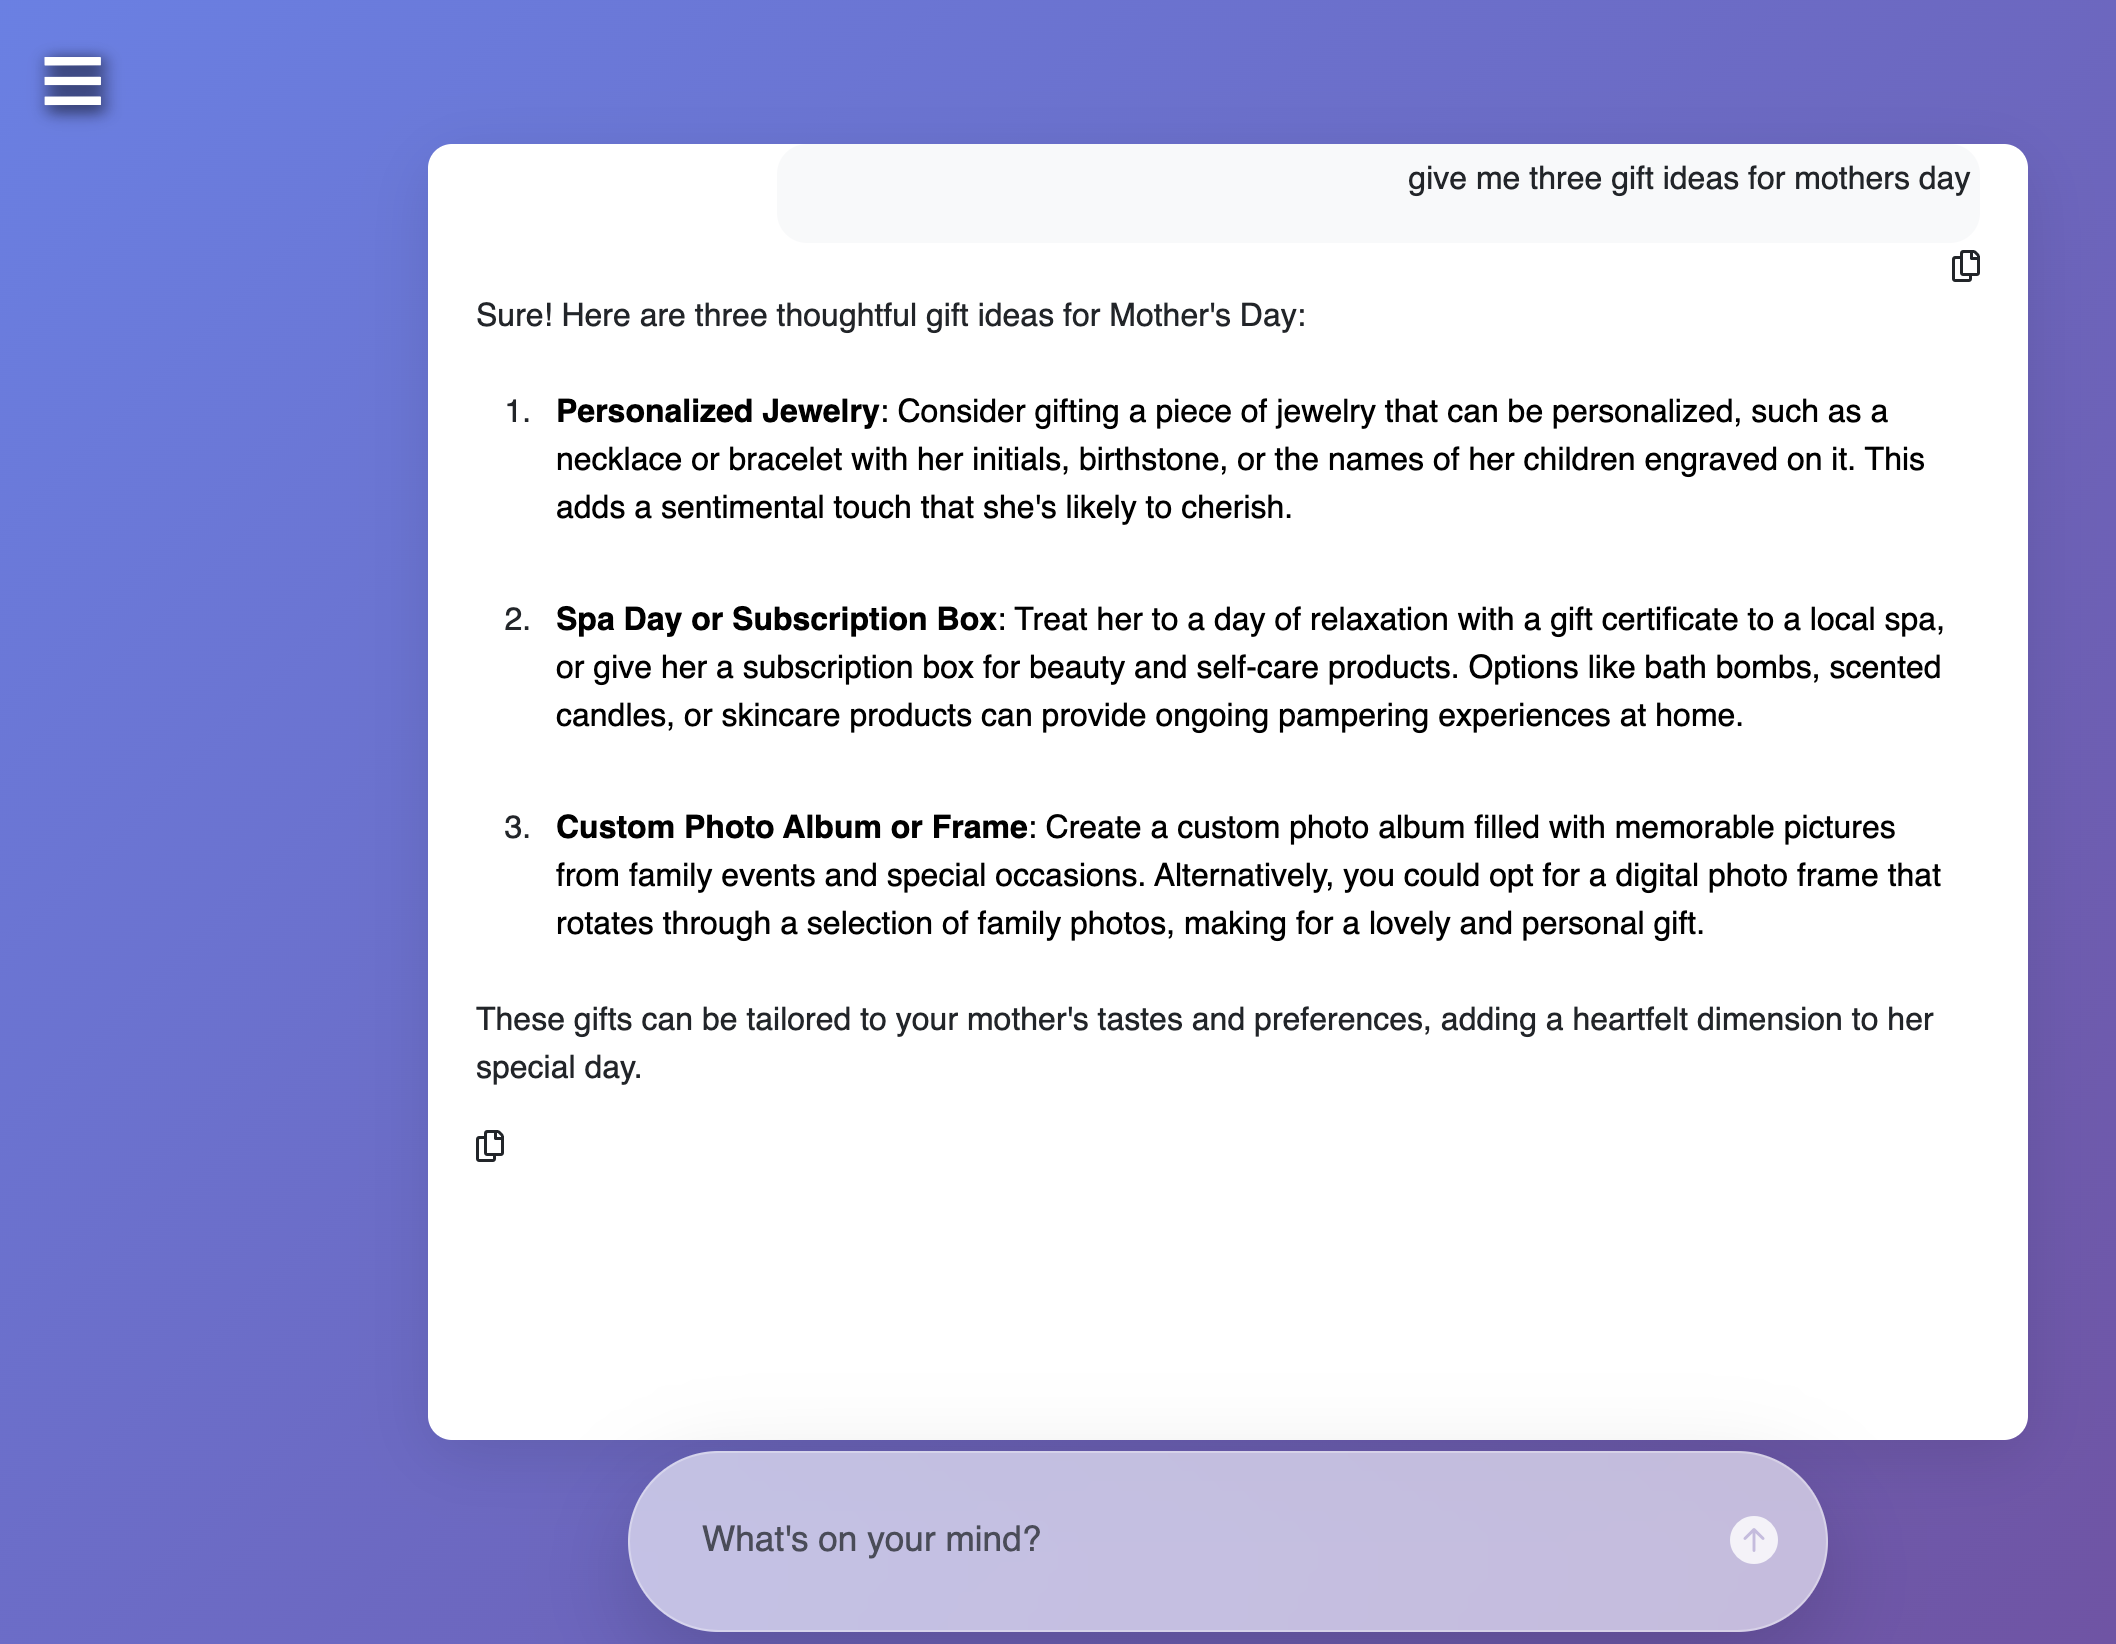 give me three gift ideas for mothers day
Sure! Here are three thoughtful gift ideas for Mother's Day:
1. Personalized Jewelry: Consider gifting a piece of jewelry that can be personalized, such as a
necklace or bracelet with her initials, birthstone, or the names of her children engraved on it. This
adds a sentimental touch that she's likely to cherish.
2. Spa Day or Subscription Box: Treat her to a day of relaxation with a gift certificate to a local spa,
or give her a subscription box for beauty and self-care products. Options like bath bombs, scented
candles, or skincare products can provide ongoing pampering experiences at home.
3. Custom Photo Album or Frame: Create a custom photo album filled with memorable pictures
from family events and special occasions. Alternatively, you could opt for a digital photo frame that
rotates through a selection of family photos, making for a lovely and personal gift.
These gifts can be tailored to your mother's tastes and preferences, adding a heartfelt dimension to her
special day.
What's on your mind?